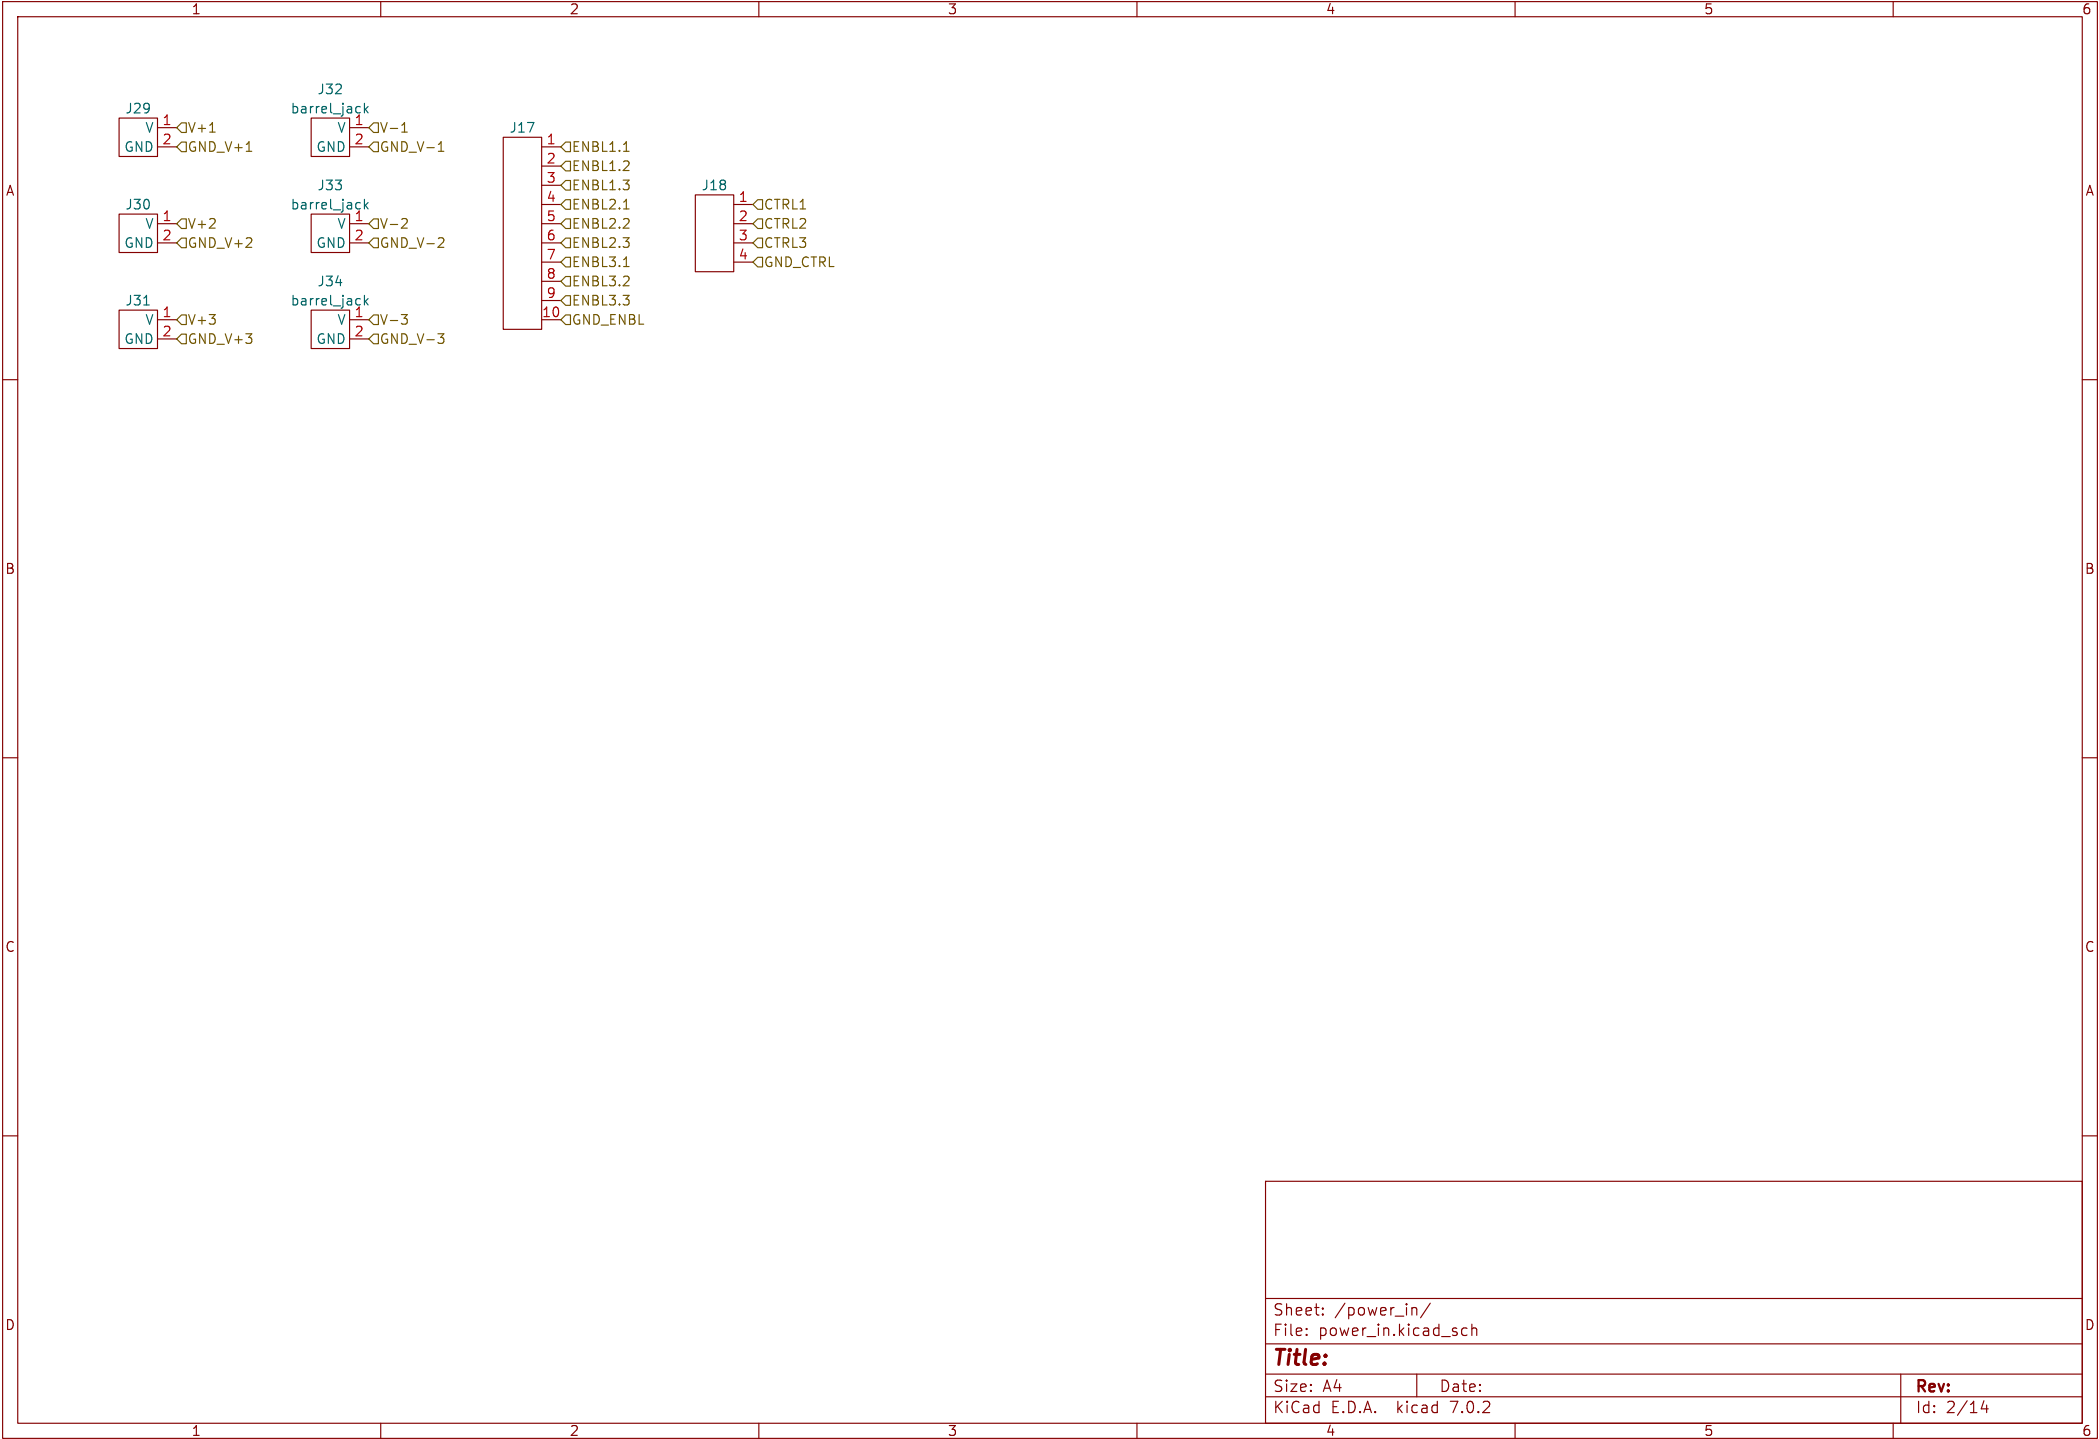 1 2 3 4 5 6
J29
V 1 V+1
GND 2 GND_V+1
J32
barrel_jack
V 1 V-1
GND 2 GND_V-1
J30
V 1 V+2
GND 2 GND_V+2
J33
barrel_jack
V 1 V-2
GND 2 GND_V-2
J31
V 1 V+3
GND 2 GND_V+3
J34
barrel_jack
V 1 V-3
GND 2 GND_V-3
J17
1 ENBL1.1
2 ENBL1.2
3 ENBL1.3
4 ENBL2.1
5 ENBL2.2
6 ENBL2.3
7 ENBL3.1
8 ENBL3.2
9 ENBL3.3
10 GND_ENBL
J18
1 CTRL1
2 CTRL2
3 CTRL3
4 GND_CTRL
A A
B B
C C
D D
Sheet: /power_in/
File: power_in.kicad_sch
Title:
Size: A4 Date: Rev:
KiCad E.D.A. kicad 7.0.2 Id: 2/14
1 2 3 4 5 6